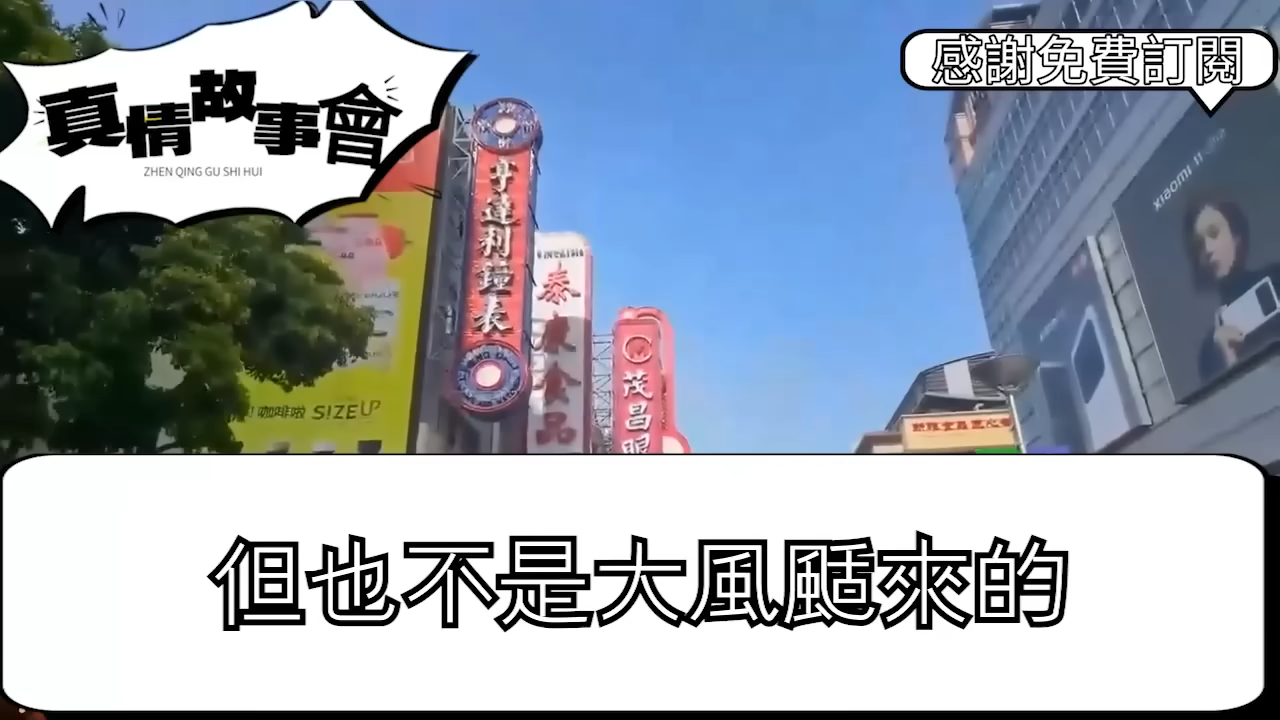 真情故事會
ZHEN QING GU SHI HUI
感謝免費訂閱
亨達利鐘表
泰康食品
茂昌眼
XIAOMI 11
咖啡啦 SIZE UP
但也不是大風颳來的